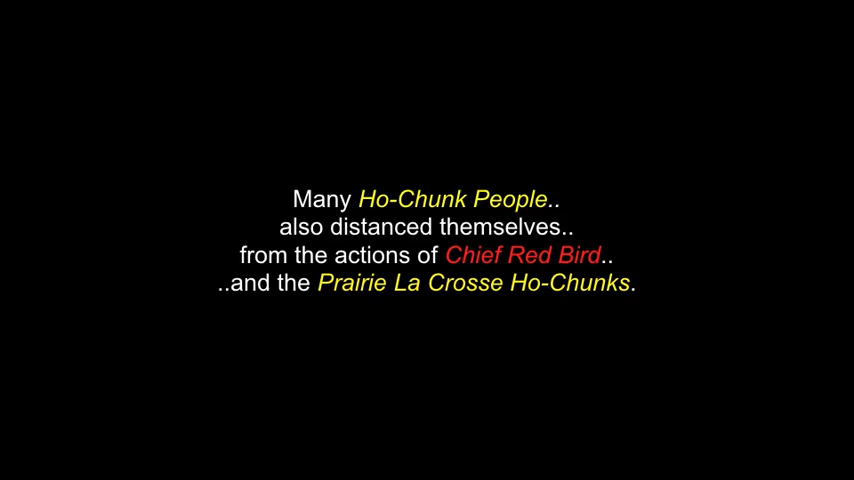 Many Ho-Chunk People..
also distanced themselves..
from the actions of Chief Red Bird..
..and the Prairie La Crosse Ho-Chunks.